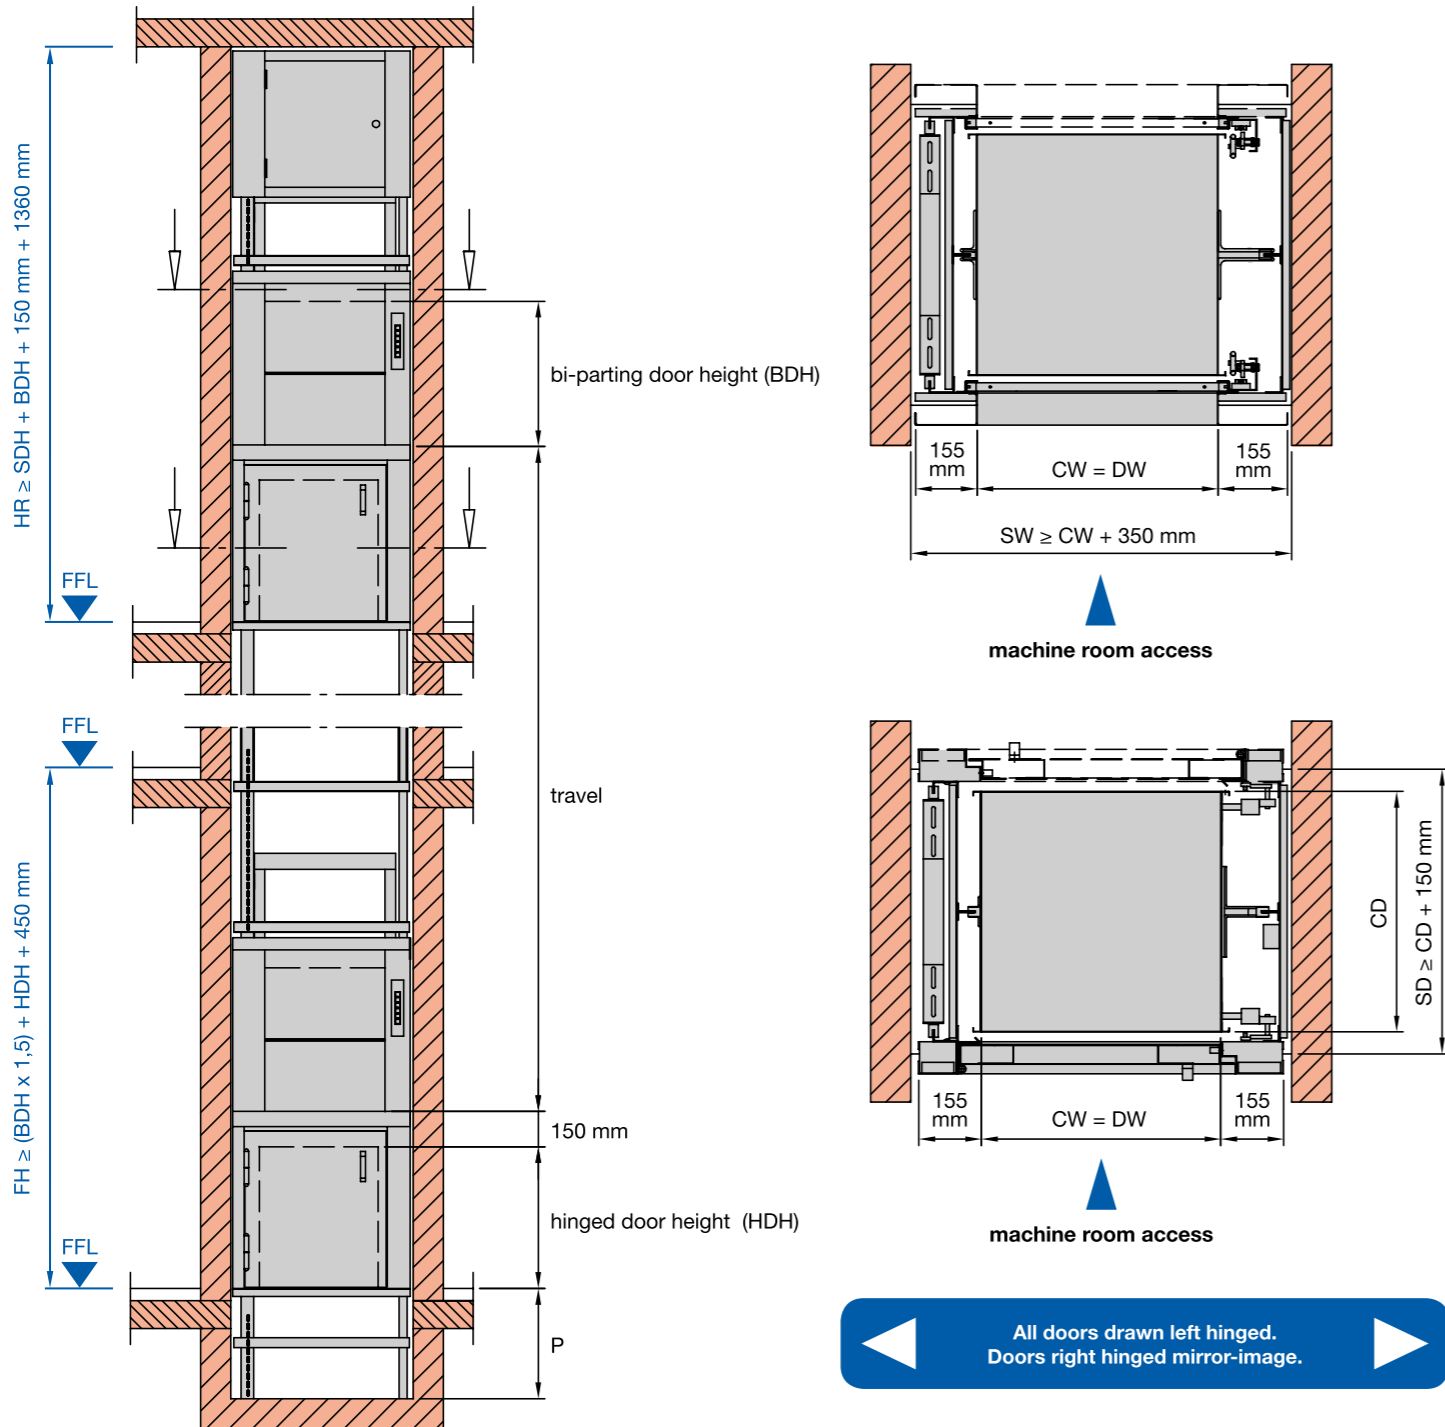 HR ≥ SDH + BDH + 150 mm + 1360 mm
FFL
FFL
FH ≥ (BDH x 1,5) + HDH + 450 mm
FFL
bi-parting door height (BDH)
travel
150 mm
hinged door height (HDH)
P
155
mm
CW = DW
155
mm
SW ≥ CW + 350 mm
machine room access
CD
SD ≥ CD + 150 mm
155
mm
CW = DW
155
mm
machine room access
All doors drawn left hinged.
Doors right hinged mirror-image.